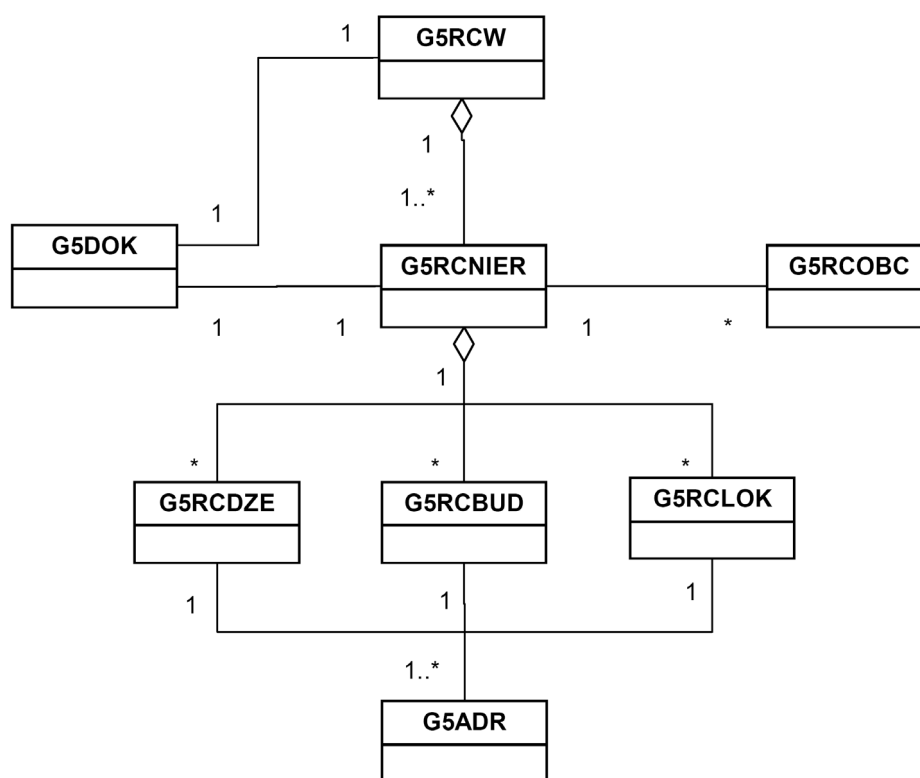 1
G5RCW
1
1..*
1
G5DOK
G5RCNIER
G5RCOBC
1
1
1
*
1
*
*
*
G5RCDZE
G5RCBUD
G5RCLOK
1
1
1
1..*
G5ADR